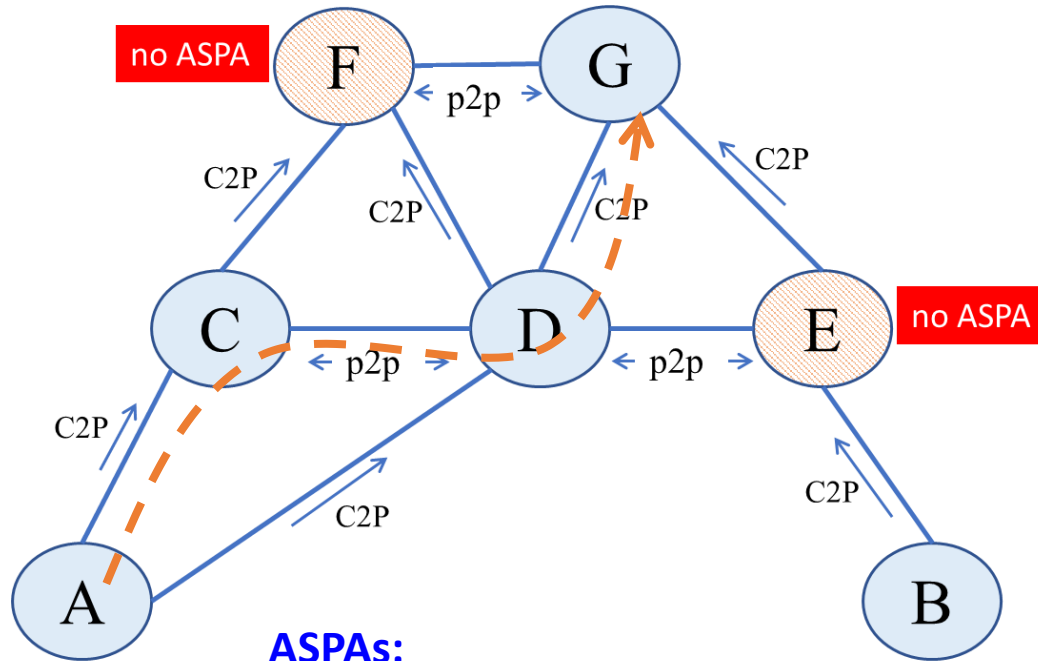 no ASPA
F
G
p2p
C2P
C2P
C2P
C2P
C
D
E
no ASPA
p2p
p2p
C2P
C2P
C2P
A
B
ASPAs: